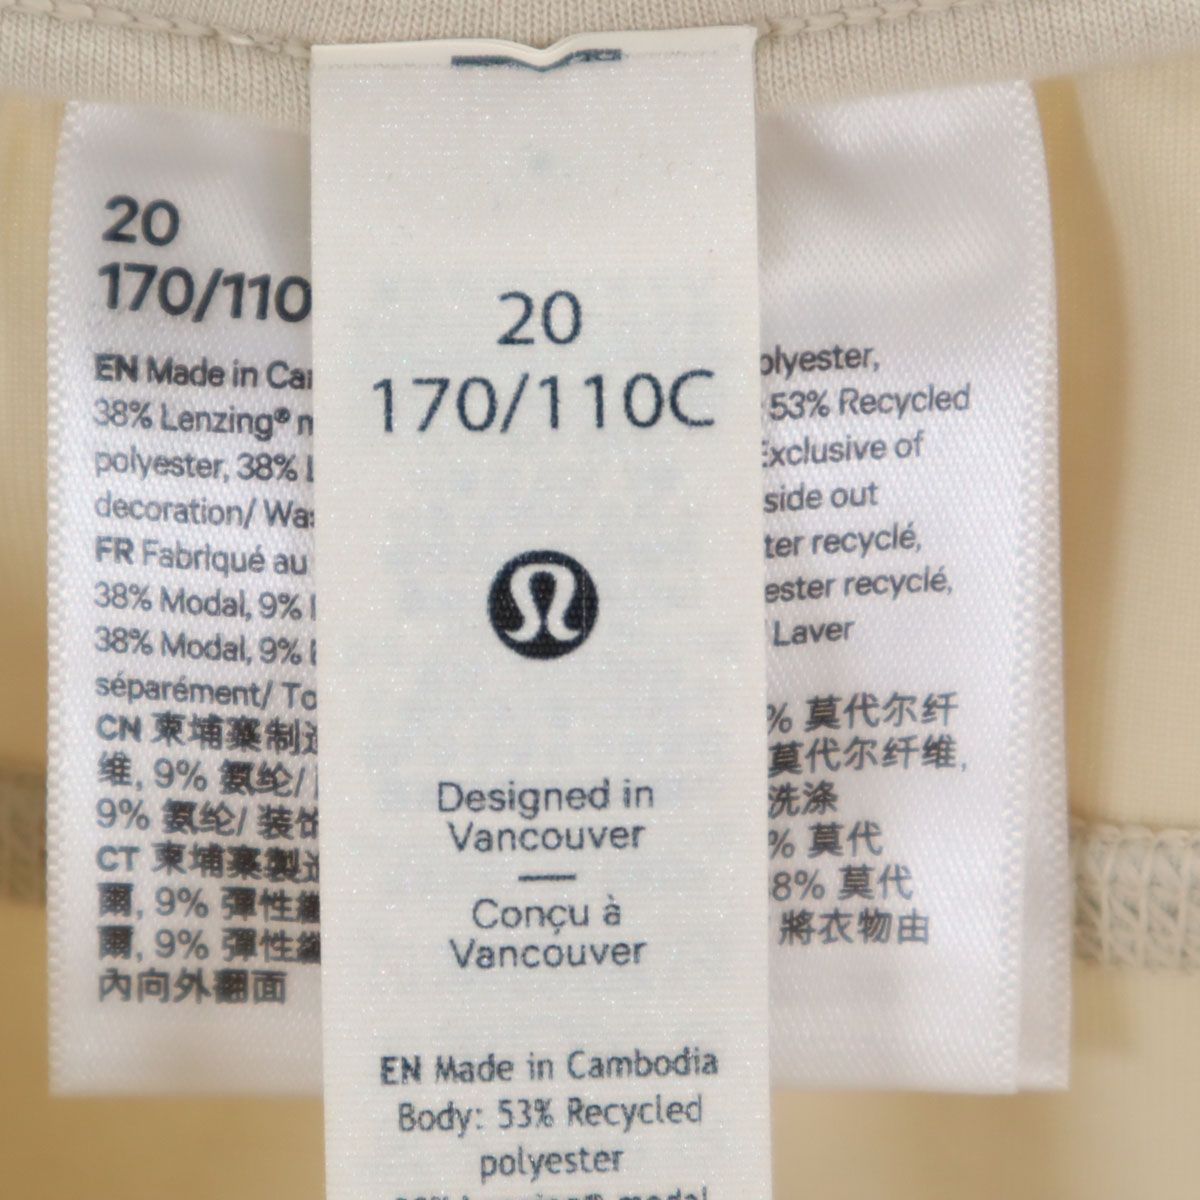 20
170/110
EN Made in
38% Lenzing®
polyester, 38%
decoration/
FR Fabriqué au
38% Modal, 9%
38% Modal, 9%
séparément/
CN 柬埔寨制造
维, 9% 氨纶/
9% 氨纶/ 装饰
CT 柬埔寨製造
爾, 9% 彈性纖
爾, 9% 彈性纖
內向外翻面
20
170/110C
Designed in
Vancouver
Conçu à
Vancouver
EN Made in Cambodia
Body: 53% Recycled
polyester
38% Lenzing® modal
olyester,
53% Recycled
Exclusive of
side out
recyclé,
recyclé,
Laver
% 莫代尔纤
莫代尔纤维,
洗涤
% 莫代
8% 莫代
將衣物由